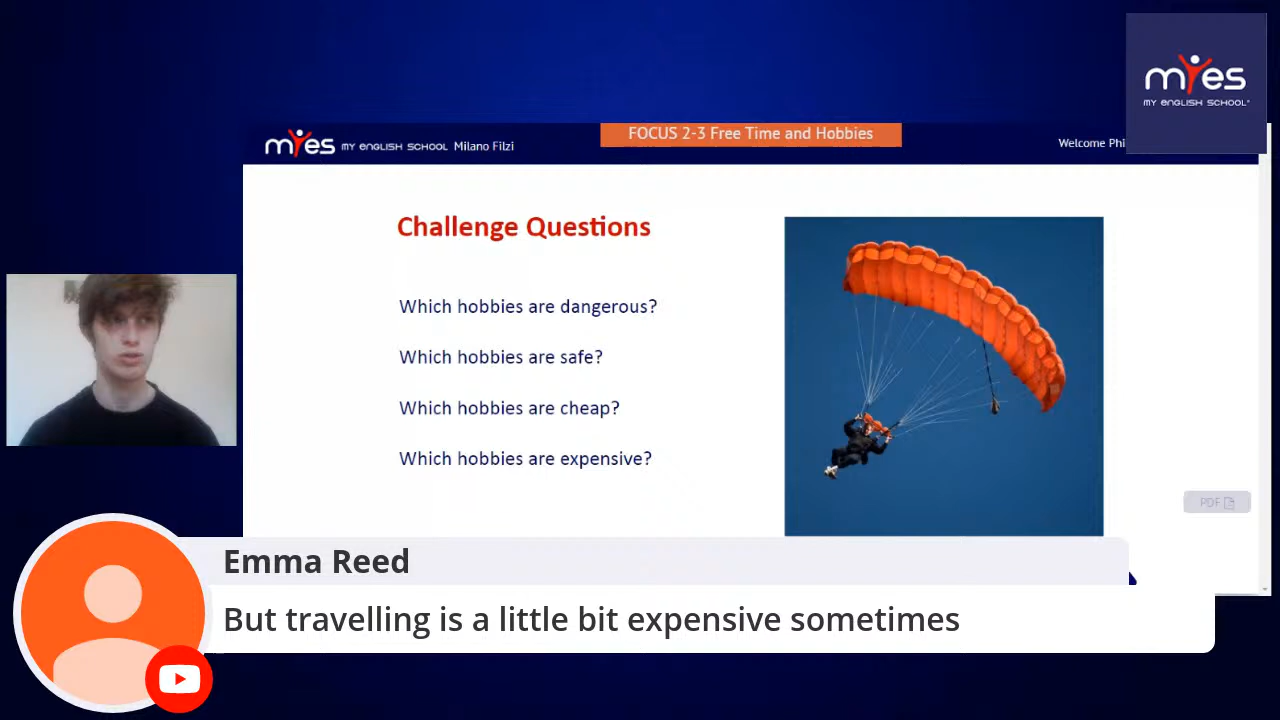 myes
MY ENGLISH SCHOOL
myes MY ENGLISH SCHOOL Milano Filzi
FOCUS 2-3 Free Time and Hobbies
Welcome Phi
Challenge Questions
Which hobbies are dangerous?
Which hobbies are safe?
Which hobbies are cheap?
Which hobbies are expensive?
PDF
Emma Reed
But travelling is a little bit expensive sometimes